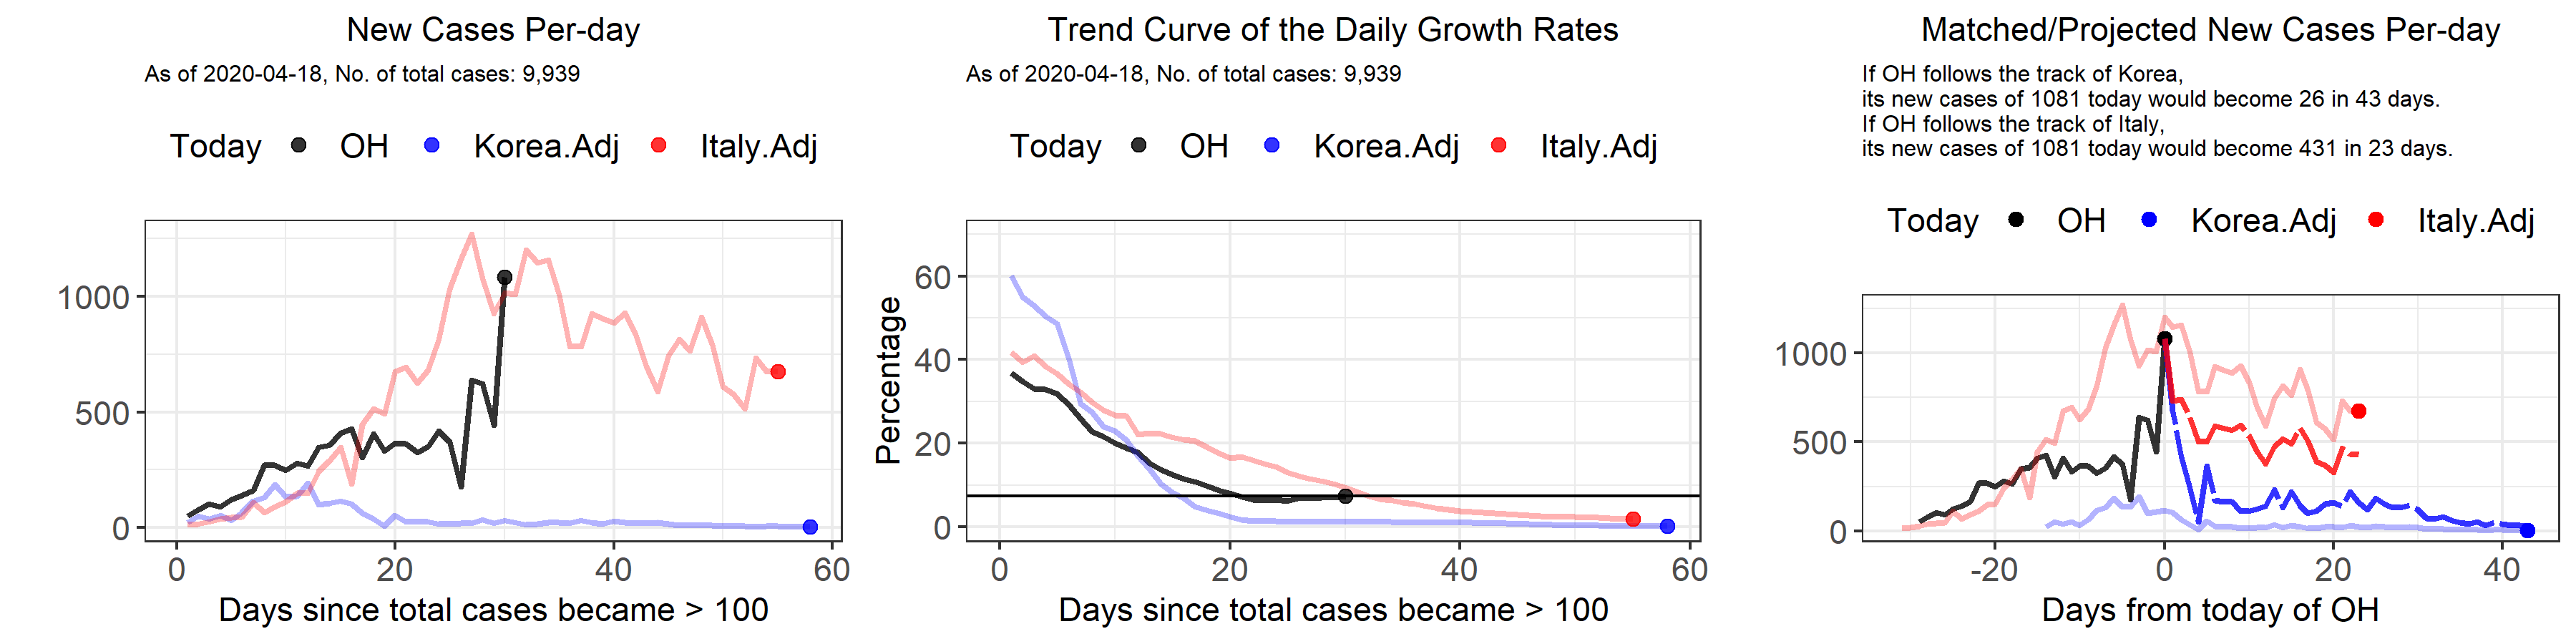 New Cases Per-day
As of 2020-04-18, No. of total cases: 9,939
Today OH Korea.Adj Italy.Adj
1000
500
0
0 20 40 60
Days since total cases became > 100
Trend Curve of the Daily Growth Rates
As of 2020-04-18, No. of total cases: 9,939
Today OH Korea.Adj Italy.Adj
Percentage
60
40
20
0
0 20 40 60
Days since total cases became > 100
Matched/Projected New Cases Per-day
If OH follows the track of Korea,
its new cases of 1081 today would become 26 in 43 days.
If OH follows the track of Italy,
its new cases of 1081 today would become 431 in 23 days.
Today OH Korea.Adj Italy.Adj
1000
500
0
-20 0 20 40
Days from today of OH